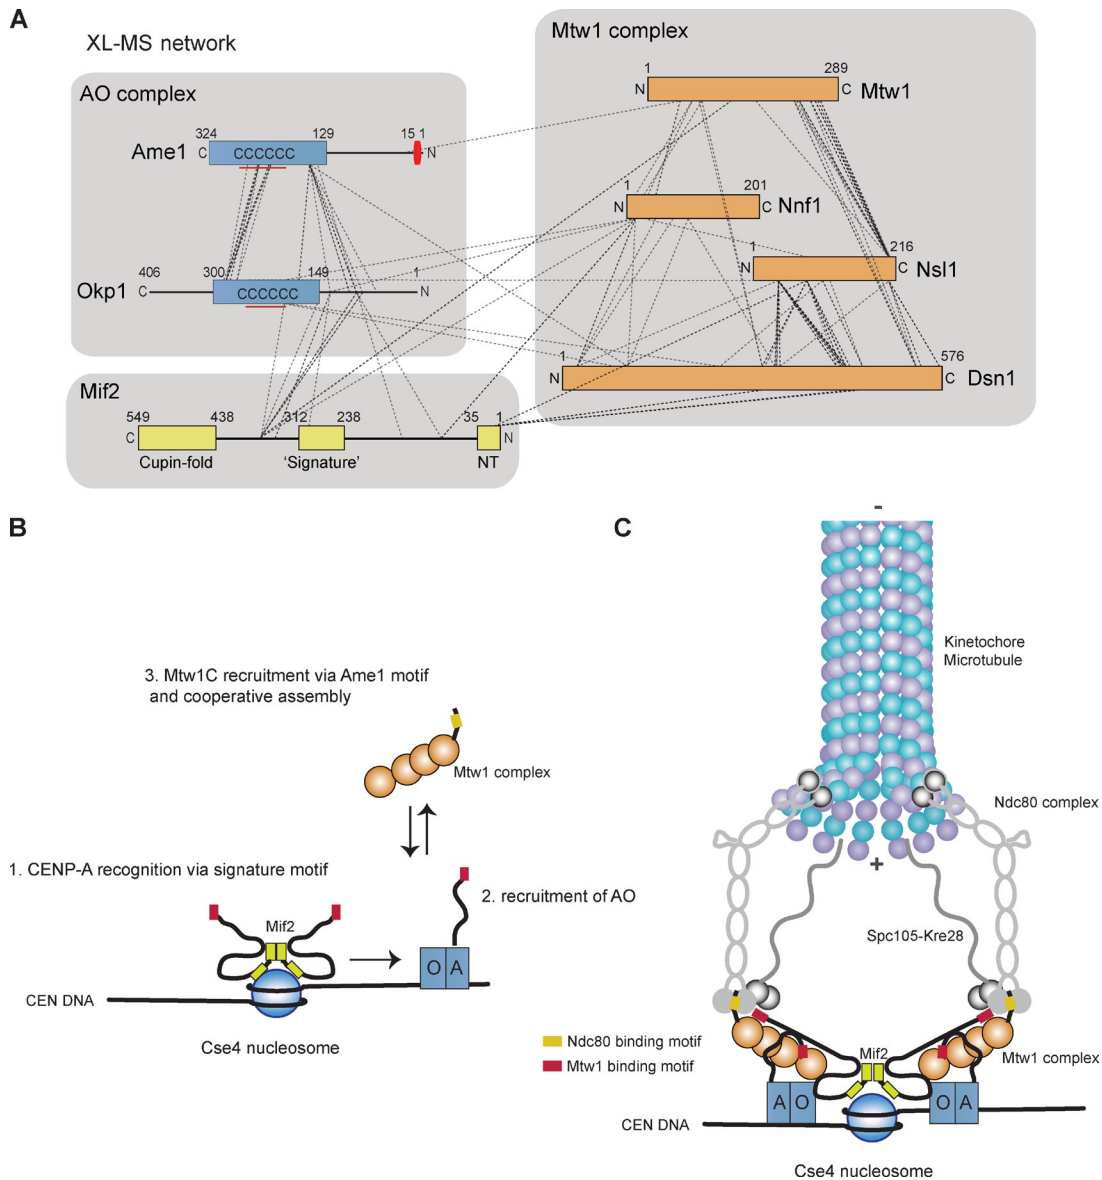 A
XL-MS network
AO complex
324
129
15 1
Ame1
C
CCCCCC
N
406
300
149
1
Okp1
C
CCCCCC
N
Mif2
549
438
312
238
35
1
C
N
Cupin-fold
'Signature'
NT
Mtw1 complex
1
289
N
C
Mtw1
1
201
N
C
Nnf1
1
216
N
C
Nsl1
1
576
N
C
Dsn1
B
3. Mtw1C recruitment via Ame1 motif
and cooperative assembly
Mtw1 complex
1. CENP-A recognition via signature motif
2. recruitment of AO
Mif2
O A
CEN DNA
Cse4 nucleosome
Ndc80 binding motif
Mtw1 binding motif
C
-
Kinetochore
Microtubule
Ndc80 complex
+
Spc105-Kre28
Mif2
Mtw1 complex
A O
O A
CEN DNA
Cse4 nucleosome